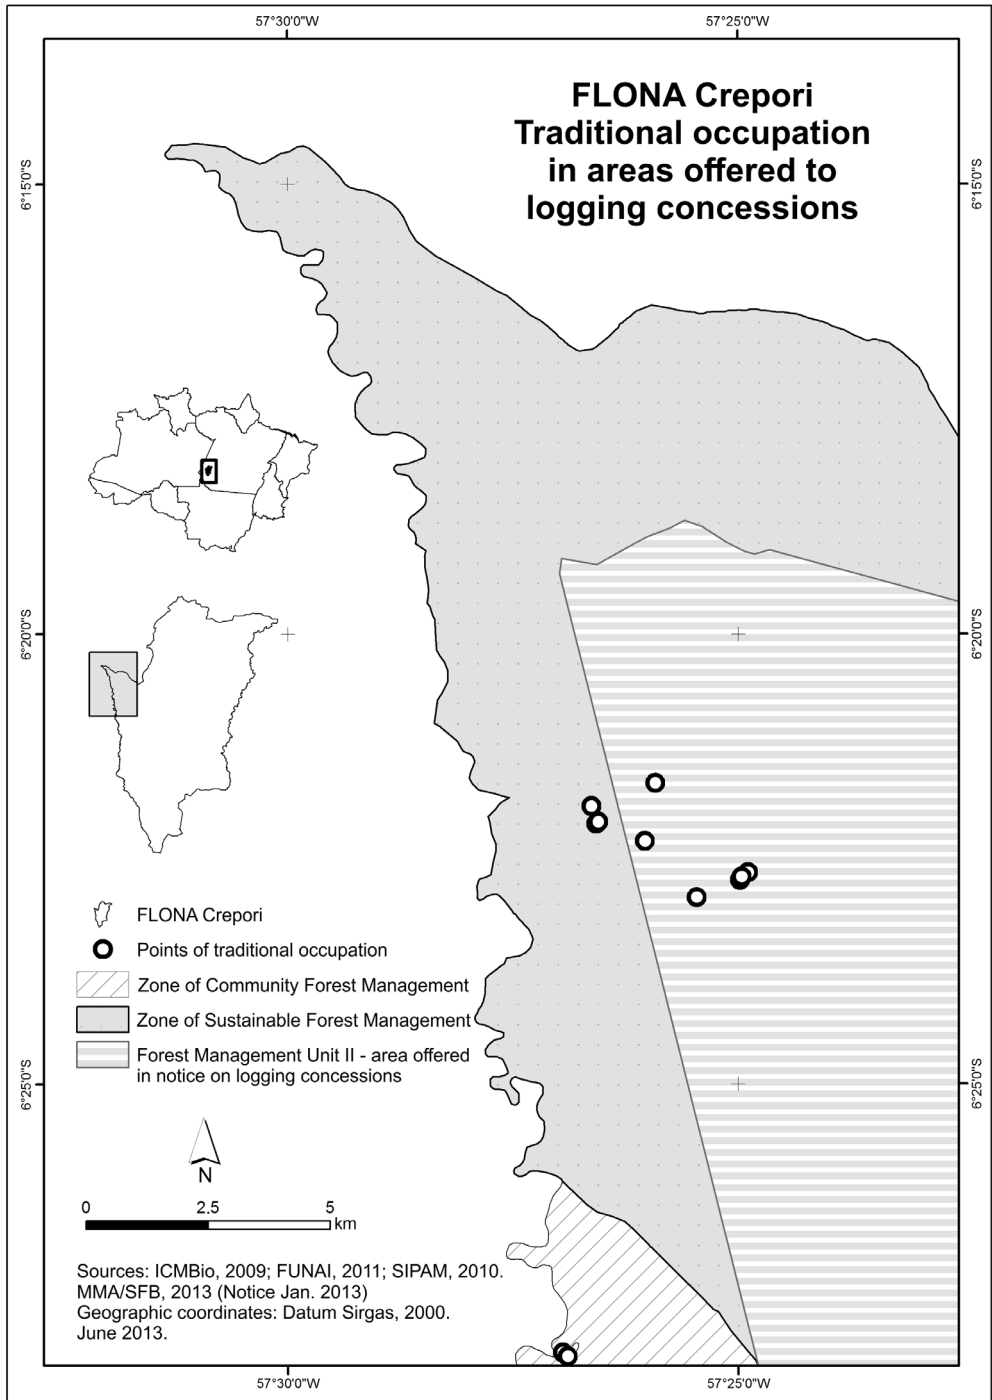 57°30'0"W
57°25'0"W
FLONA Crepori
Traditional occupation
in areas offered to
logging concessions
6°15'0"S
6°15'0"S
6°20'0"S
6°20'0"S
FLONA Crepori
Points of traditional occupation
Zone of Community Forest Management
Zone of Sustainable Forest Management
Forest Management Unit II - area offered
in notice on logging concessions
6°25'0"S
6°25'0"S
N
0
2.5
5
km
Sources: ICMBio, 2009; FUNAI, 2011; SIPAM, 2010.
MMA/SFB, 2013 (Notice Jan. 2013)
Geographic coordinates: Datum Sirgas, 2000.
June 2013.
57°30'0"W
57°25'0"W